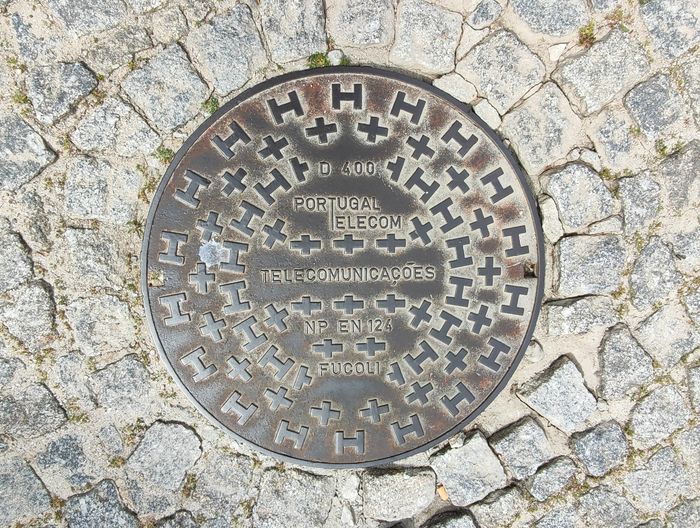 D 400
PORTUGAL
TELECOM
TELECOMUNICAÇÕES
NP EN 124
FUCOLI